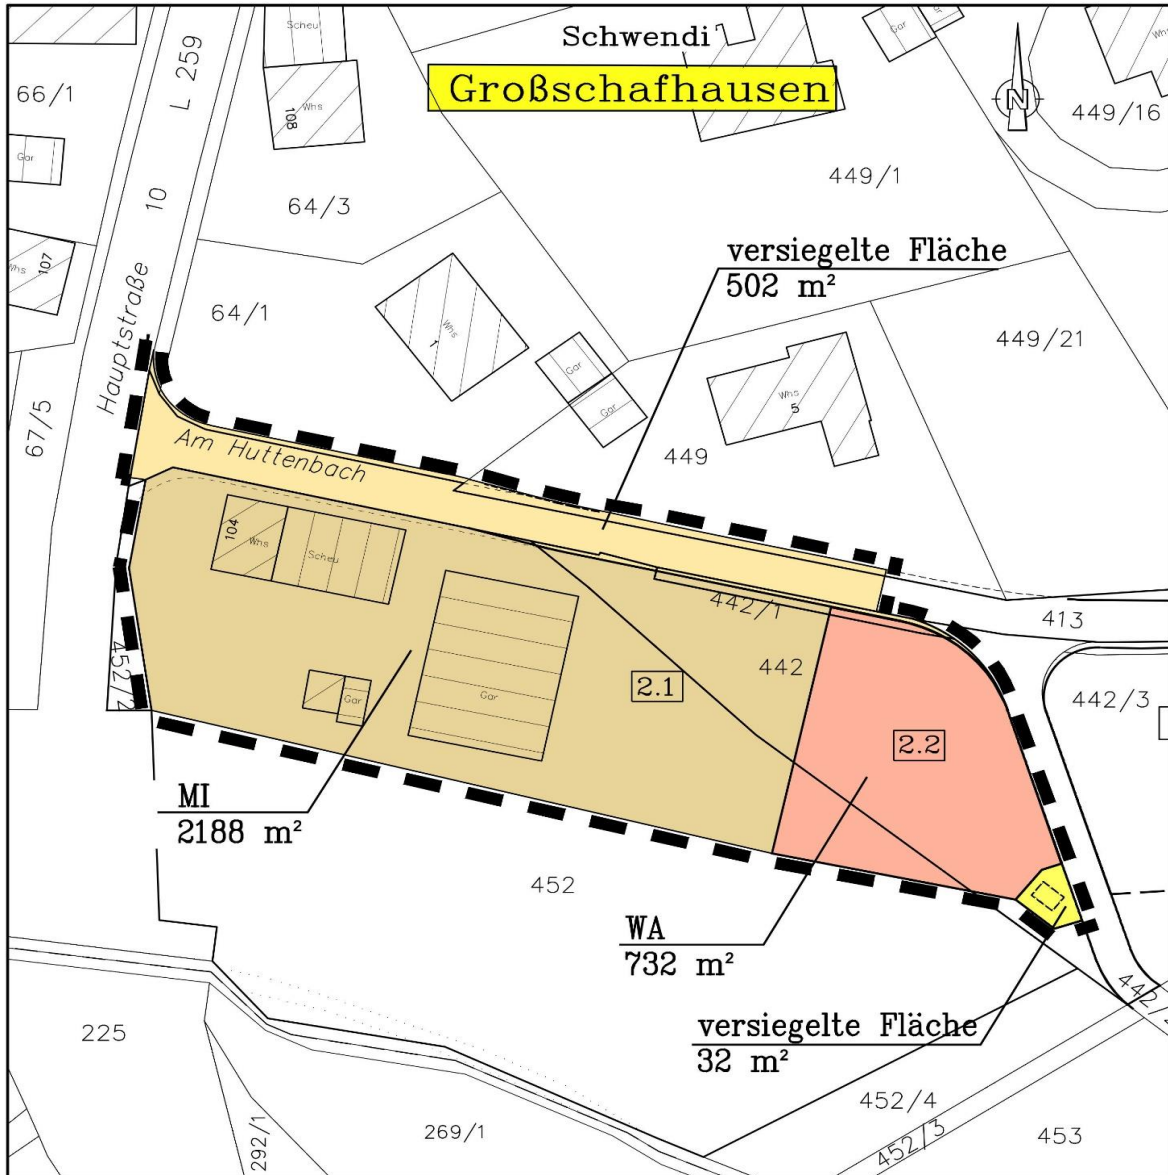 Schwendi
Großschafhausen
N
L 259
10
Hauptstraße
66/1
Gar
Scheu
Whs
108
Gar
449/16
64/3
449/1
Whs
107
64/1
Whs
1
versiegelte Fläche
502 m²
449/21
Gar
Gar
Whs
5
449
67/5
Am Huttenbach
104
Whs
Scheu
442/1
413
442
2.1
2.2
442/3
452/2
Gar
Gar
MI
2188 m²
452
WA
732 m²
versiegelte Fläche
32 m²
225
292/1
269/1
452/4
452/3
453